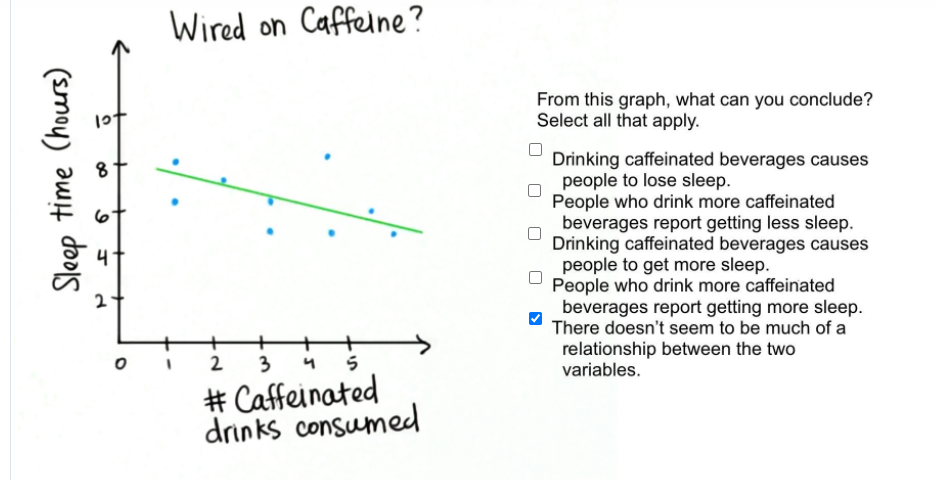 Wired on Caffeine?
Sleep time (hours)
10
8
6
4
2
0 1 2 3 4 5
# Caffeinated
drinks consumed
From this graph, what can you conclude?
Select all that apply.
Drinking caffeinated beverages causes
people to lose sleep.
People who drink more caffeinated
beverages report getting less sleep.
Drinking caffeinated beverages causes
people to get more sleep.
People who drink more caffeinated
beverages report getting more sleep.
There doesn't seem to be much of a
relationship between the two
variables.